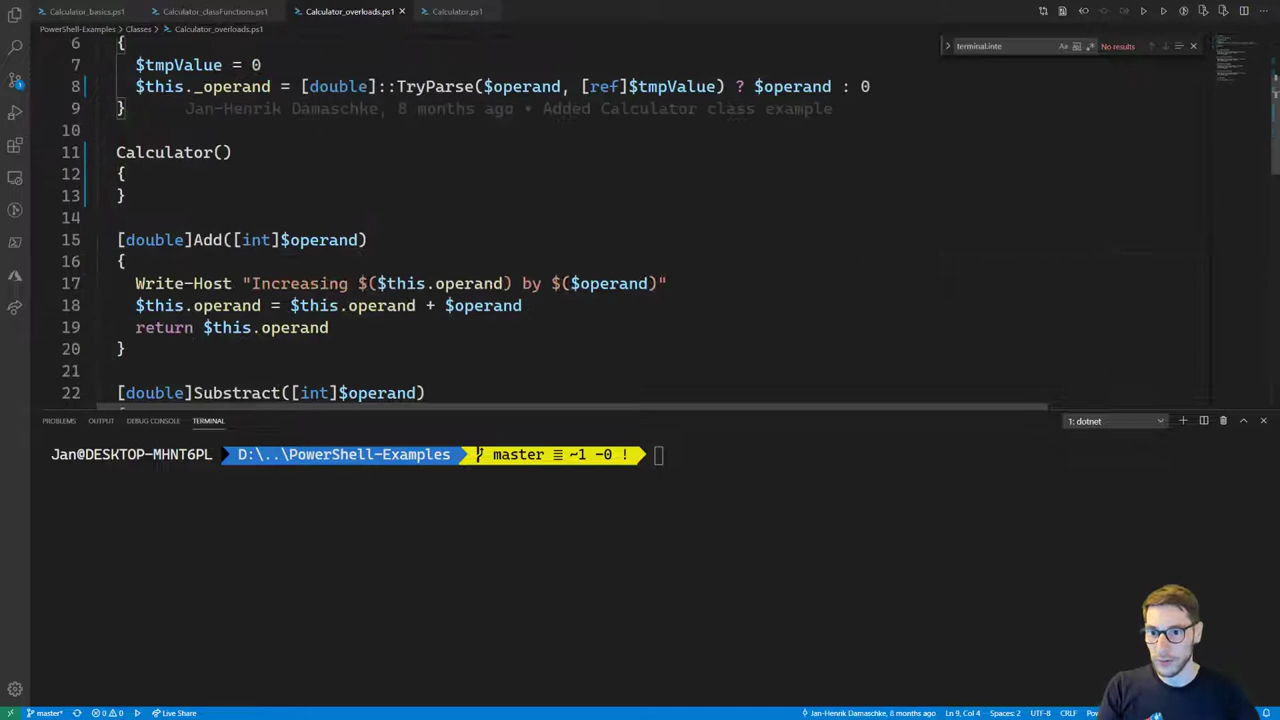 Calculator_basics.ps1 Calculator_classFunctions.ps1 Calculator_overloads.ps1 Calculator.ps1
PowerShell-Examples > Classes > Calculator_overloads.ps1
terminal.inte Aa No results
6 {
7 $tmpValue = 0
8 $this._operand = [double]::TryParse($operand, [ref]$tmpValue) ? $operand : 0
9 } Jan-Henrik Damaschke, 8 months ago • Added Calculator class example
10
11 Calculator()
12 {
13 }
14
15 [double]Add([int]$operand)
16 {
17 Write-Host "Increasing $($this.operand) by $($operand)"
18 $this.operand = $this.operand + $operand
19 return $this.operand
20 }
21
22 [double]Substract([int]$operand)
PROBLEMS OUTPUT DEBUG CONSOLE TERMINAL 1: dotnet
Jan@DESKTOP-MHNT6PL D:\..\PowerShell-Examples master ≡ ~1 -0 !
master* 0 0 Live Share Jan-Henrik Damaschke, 8 months ago Ln 9, Col 4 Spaces: 2 UTF-8 CRLF